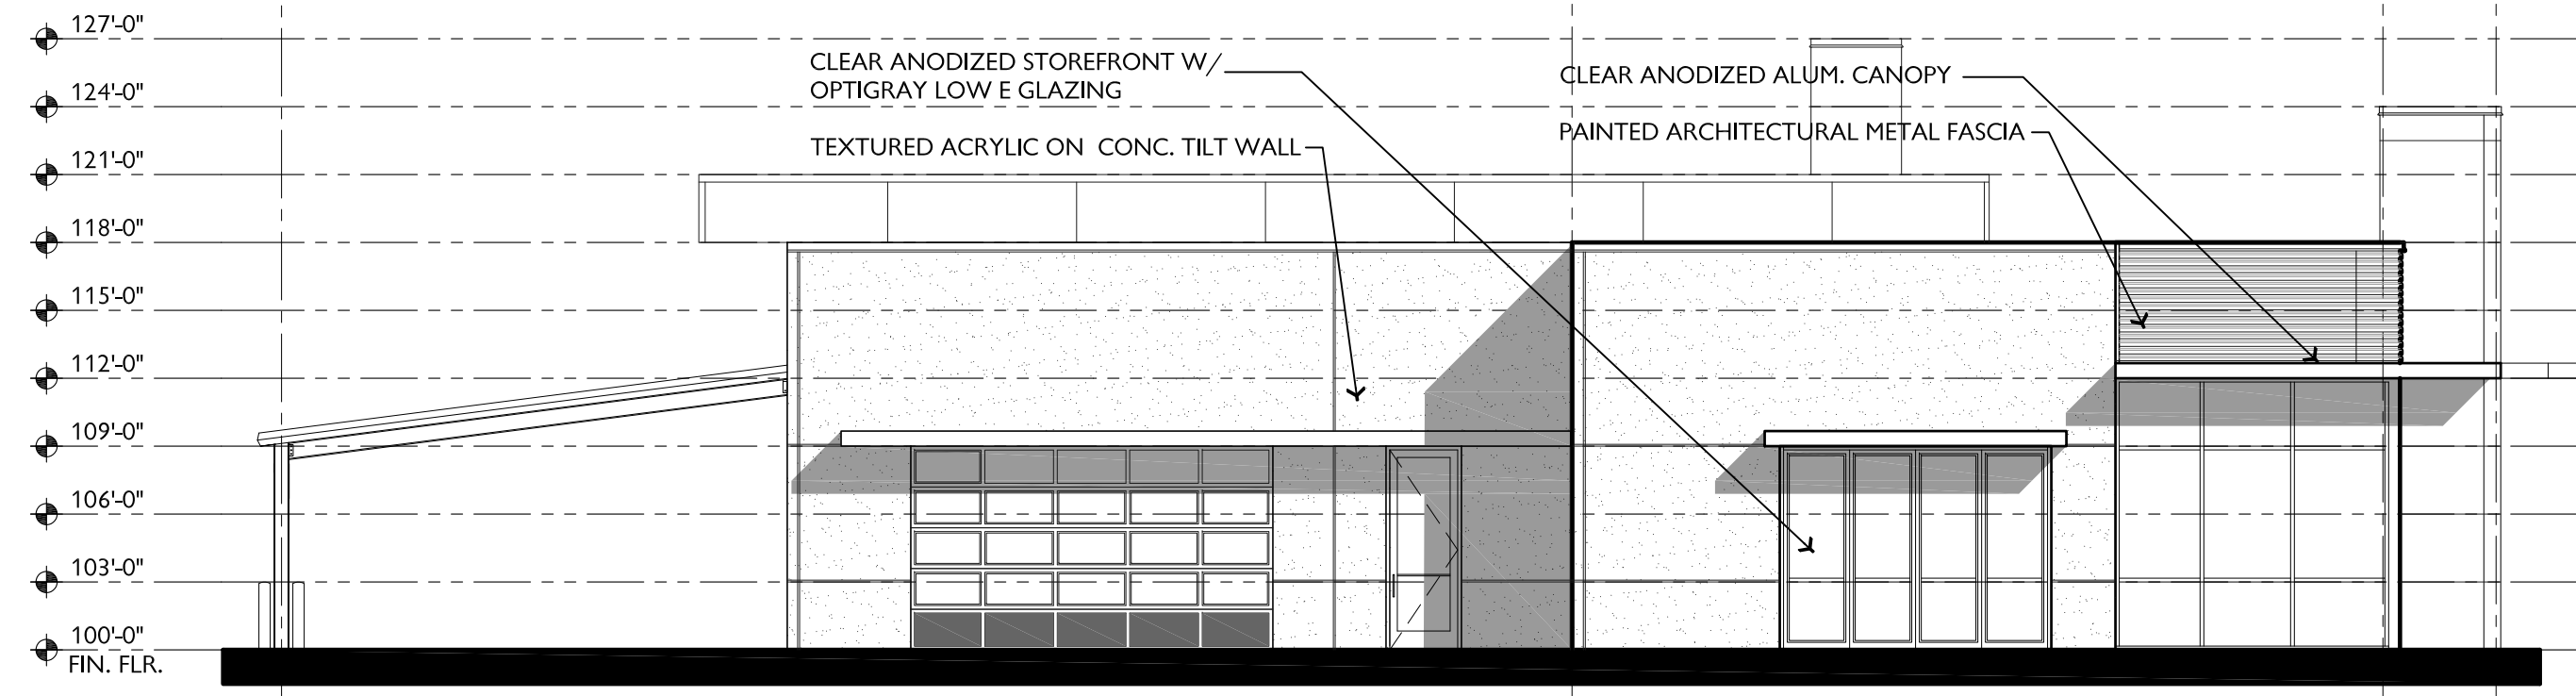 127'-0"
124'-0"
121'-0"
118'-0"
115'-0"
112'-0"
109'-0"
106'-0"
103'-0"
100'-0"
FIN. FLR.
CLEAR ANODIZED STOREFRONT W/
OPTIGRAY LOW E GLAZING
TEXTURED ACRYLIC ON CONC. TILT WALL
CLEAR ANODIZED ALUM. CANOPY
PAINTED ARCHITECTURAL METAL FASCIA